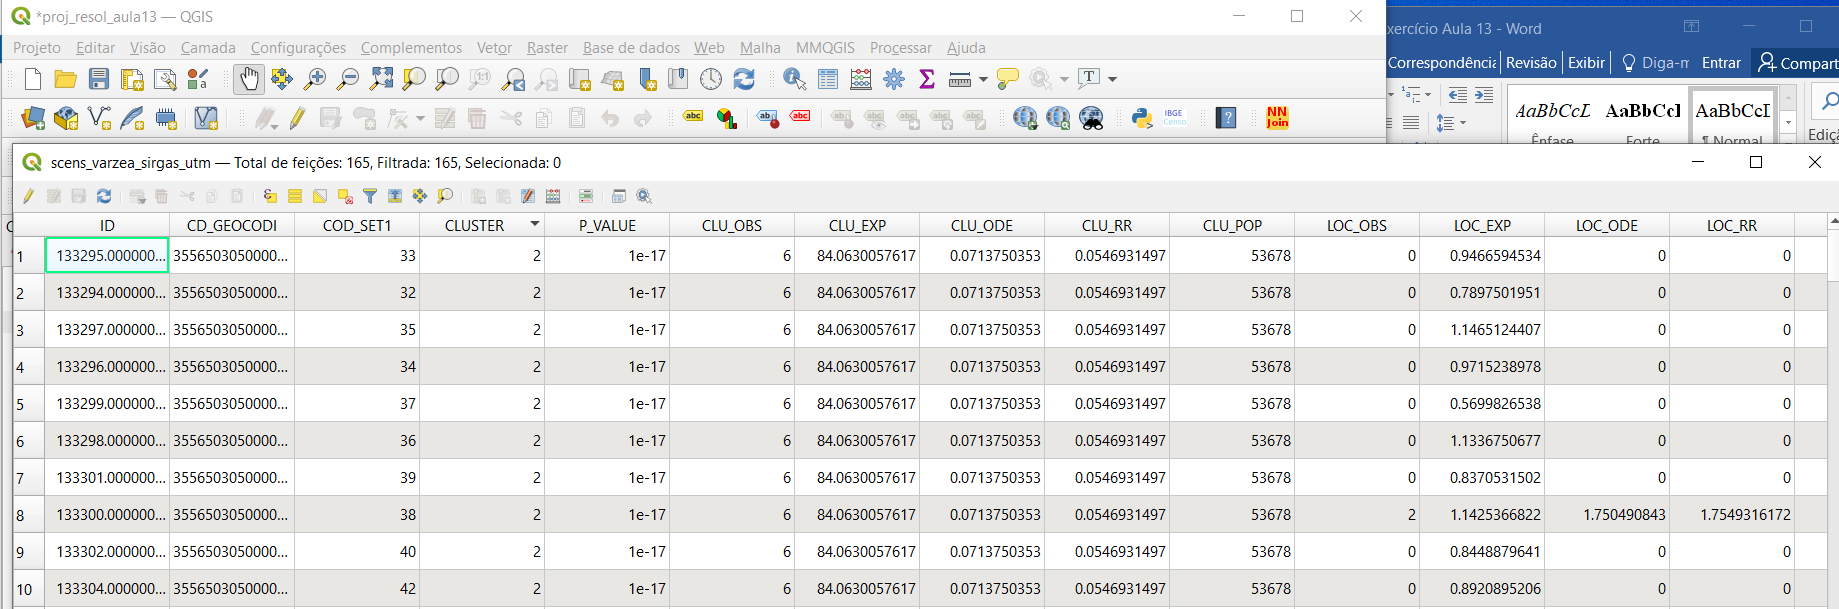 *proj_resol_aula13 — QGIS
Projeto Editar Visão Camada Configurações Complementos Vetor Raster Base de dados Web Malha MMQGIS Processar Ajuda
xercício Aula 13 - Word
Correspondência Revisão Exibir Diga-m Entrar Compart
AaBbCcL AaBbCcI AaBbCcI
Ênfase Forte ¶ Normal Ediç
abc abc abc IBGE Censo NN Join
scens_varzea_sirgas_utm — Total de feições: 165, Filtrada: 165, Selecionada: 0
ID CD_GEOCODI COD_SET1 CLUSTER P_VALUE CLU_OBS CLU_EXP CLU_ODE CLU_RR CLU_POP LOC_OBS LOC_EXP LOC_ODE LOC_RR
1 133295.000000... 3556503050000... 33 2 1e-17 6 84.0630057617 0.0713750353 0.0546931497 53678 0 0.9466594534 0 0
2 133294.000000... 3556503050000... 32 2 1e-17 6 84.0630057617 0.0713750353 0.0546931497 53678 0 0.7897501951 0 0
3 133297.000000... 3556503050000... 35 2 1e-17 6 84.0630057617 0.0713750353 0.0546931497 53678 0 1.1465124407 0 0
4 133296.000000... 3556503050000... 34 2 1e-17 6 84.0630057617 0.0713750353 0.0546931497 53678 0 0.9715238978 0 0
5 133299.000000... 3556503050000... 37 2 1e-17 6 84.0630057617 0.0713750353 0.0546931497 53678 0 0.5699826538 0 0
6 133298.000000... 3556503050000... 36 2 1e-17 6 84.0630057617 0.0713750353 0.0546931497 53678 0 1.1336750677 0 0
7 133301.000000... 3556503050000... 39 2 1e-17 6 84.0630057617 0.0713750353 0.0546931497 53678 0 0.8370531502 0 0
8 133300.000000... 3556503050000... 38 2 1e-17 6 84.0630057617 0.0713750353 0.0546931497 53678 2 1.1425366822 1.750490843 1.7549316172
9 133302.000000... 3556503050000... 40 2 1e-17 6 84.0630057617 0.0713750353 0.0546931497 53678 0 0.8448879641 0 0
10 133304.000000... 3556503050000... 42 2 1e-17 6 84.0630057617 0.0713750353 0.0546931497 53678 0 0.8920895206 0 0